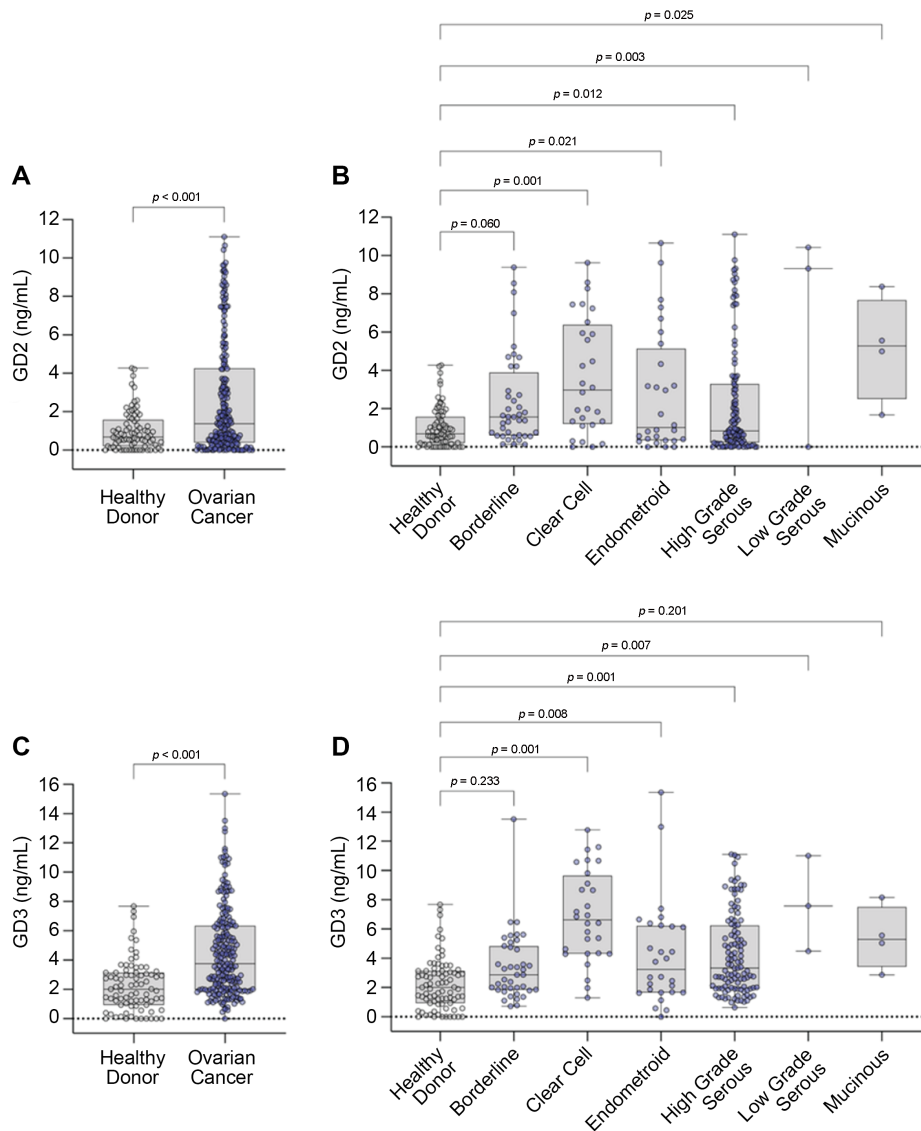 p = 0.025
p = 0.003
p = 0.012
p = 0.021
A
B
p < 0.001
p = 0.001
p = 0.060
GD2 (ng/mL)
12
10
8
6
4
2
0
Healthy
Donor
Ovarian
Cancer
GD2 (ng/mL)
12
10
8
6
4
2
0
Healthy
Donor
Borderline
Clear Cell
Endometroid
High Grade
Serous
Low Grade
Serous
Mucinous
p = 0.201
p = 0.007
p = 0.001
p = 0.008
C
D
p < 0.001
p = 0.001
p = 0.233
GD3 (ng/mL)
16
14
12
10
8
6
4
2
0
Healthy
Donor
Ovarian
Cancer
GD3 (ng/mL)
16
14
12
10
8
6
4
2
0
Healthy
Donor
Borderline
Clear Cell
Endometroid
High Grade
Serous
Low Grade
Serous
Mucinous